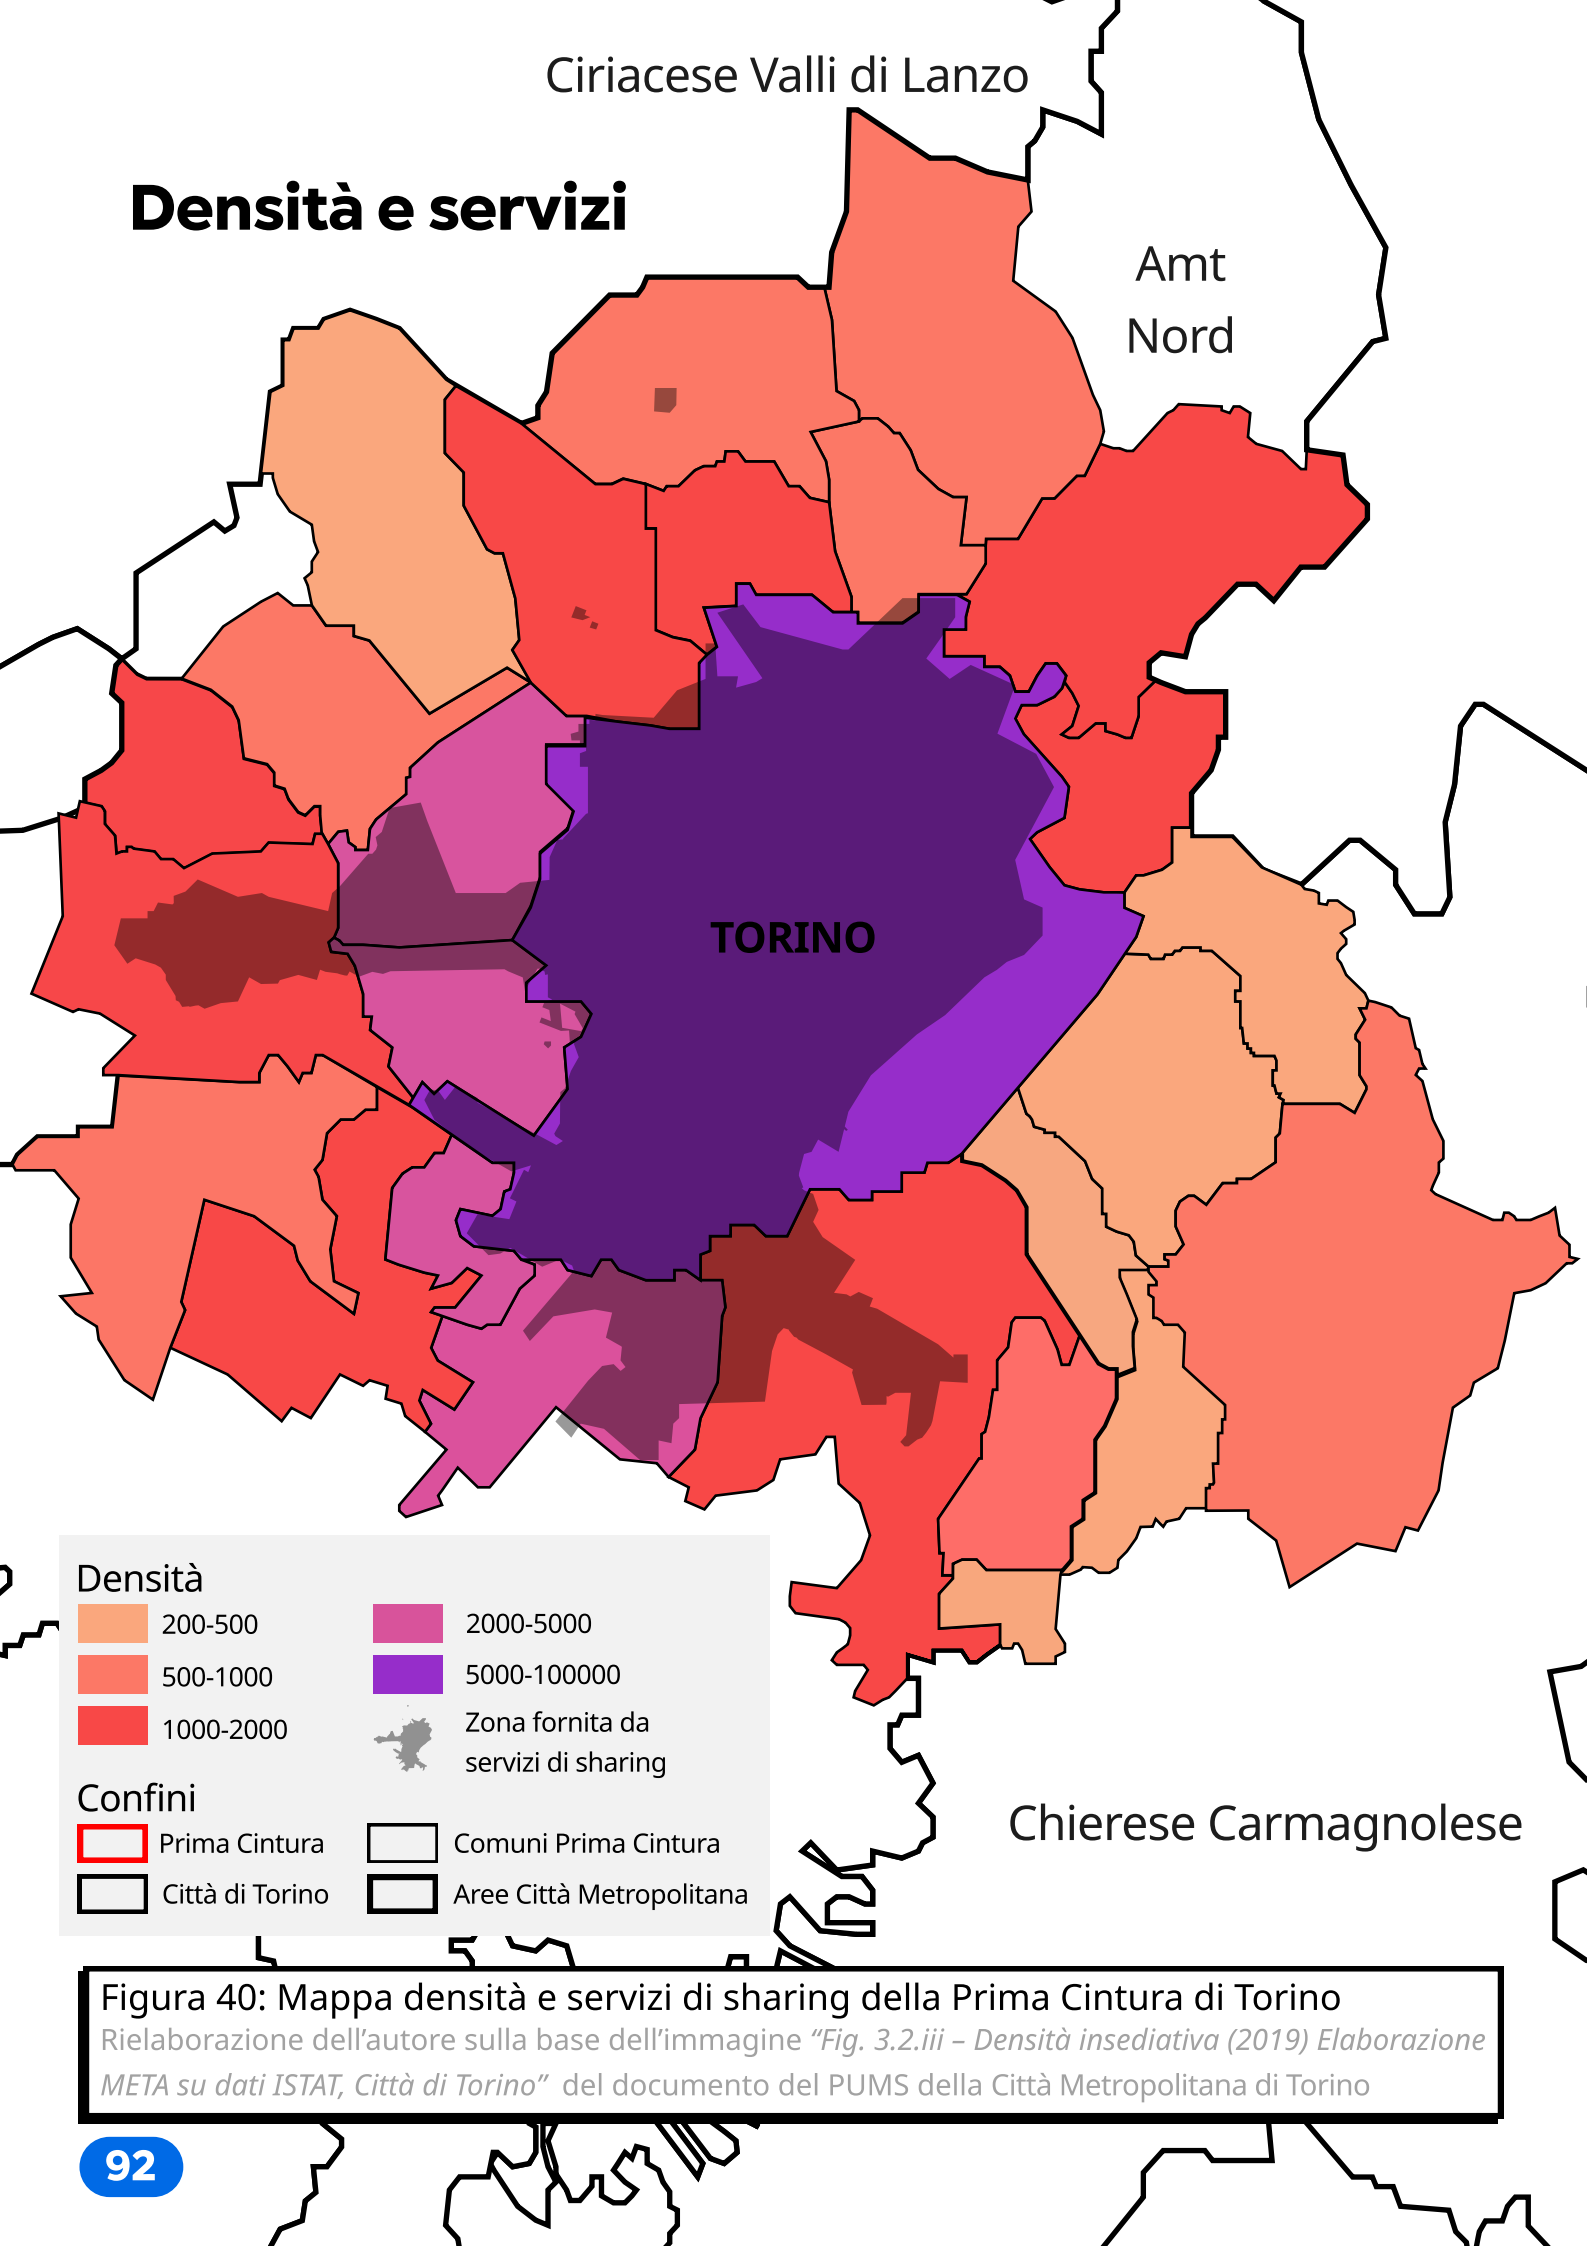 Ciriacese Valli di Lanzo
Densità e servizi
Amt
Nord
TORINO
Densità
200-500
500-1000
1000-2000
2000-5000
5000-100000
Zona fornita da
servizi di sharing
Confini
Prima Cintura
Comuni Prima Cintura
Città di Torino
Aree Città Metropolitana
Chierese Carmagnolese
Figura 40: Mappa densità e servizi di sharing della Prima Cintura di Torino
Rielaborazione dell’autore sulla base dell’immagine “Fig. 3.2.iii – Densità insediativa (2019) Elaborazione
META su dati ISTAT, Città di Torino” del documento del PUMS della Città Metropolitana di Torino
92